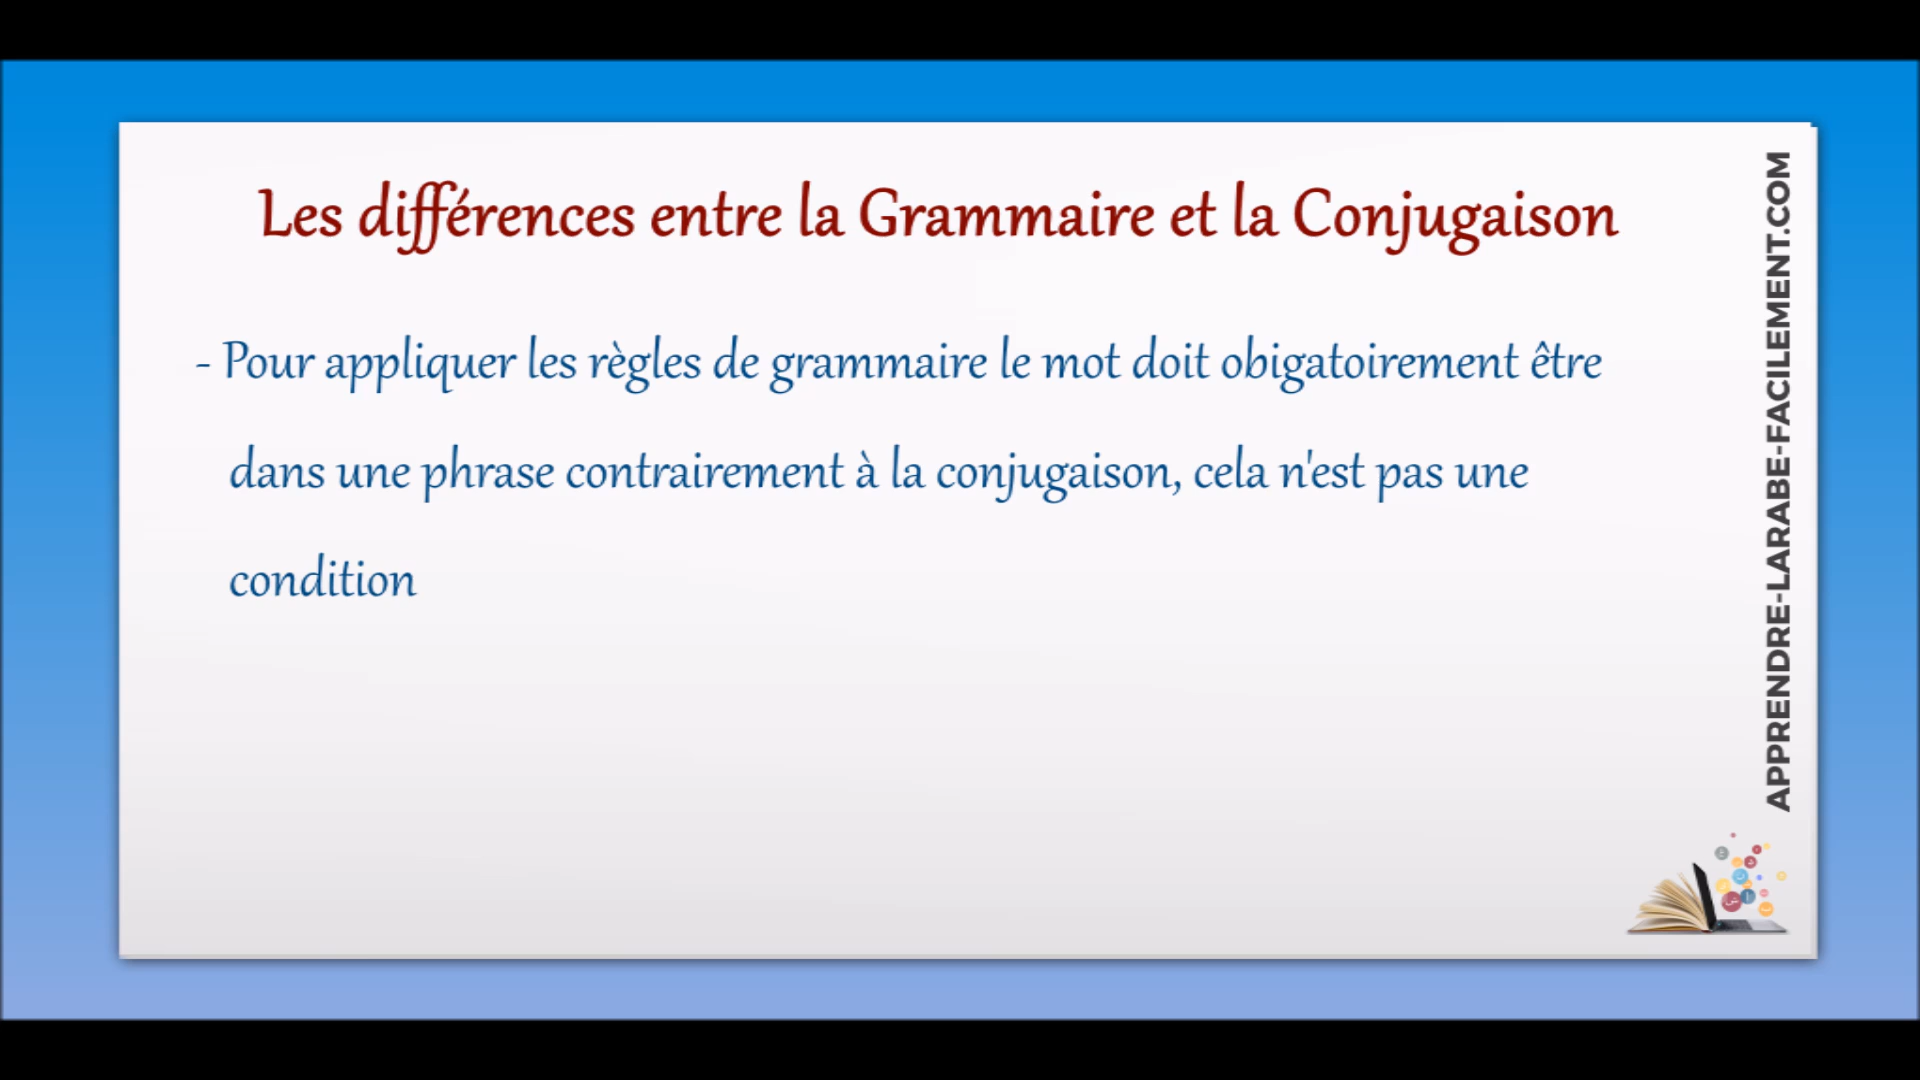 Les différences entre la Grammaire et la Conjugaison
- Pour appliquer les règles de grammaire le mot doit obigatoirement être
dans une phrase contrairement à la conjugaison, cela n'est pas une
condition
APPRENDRE-LARABE-FACILEMENT.COM